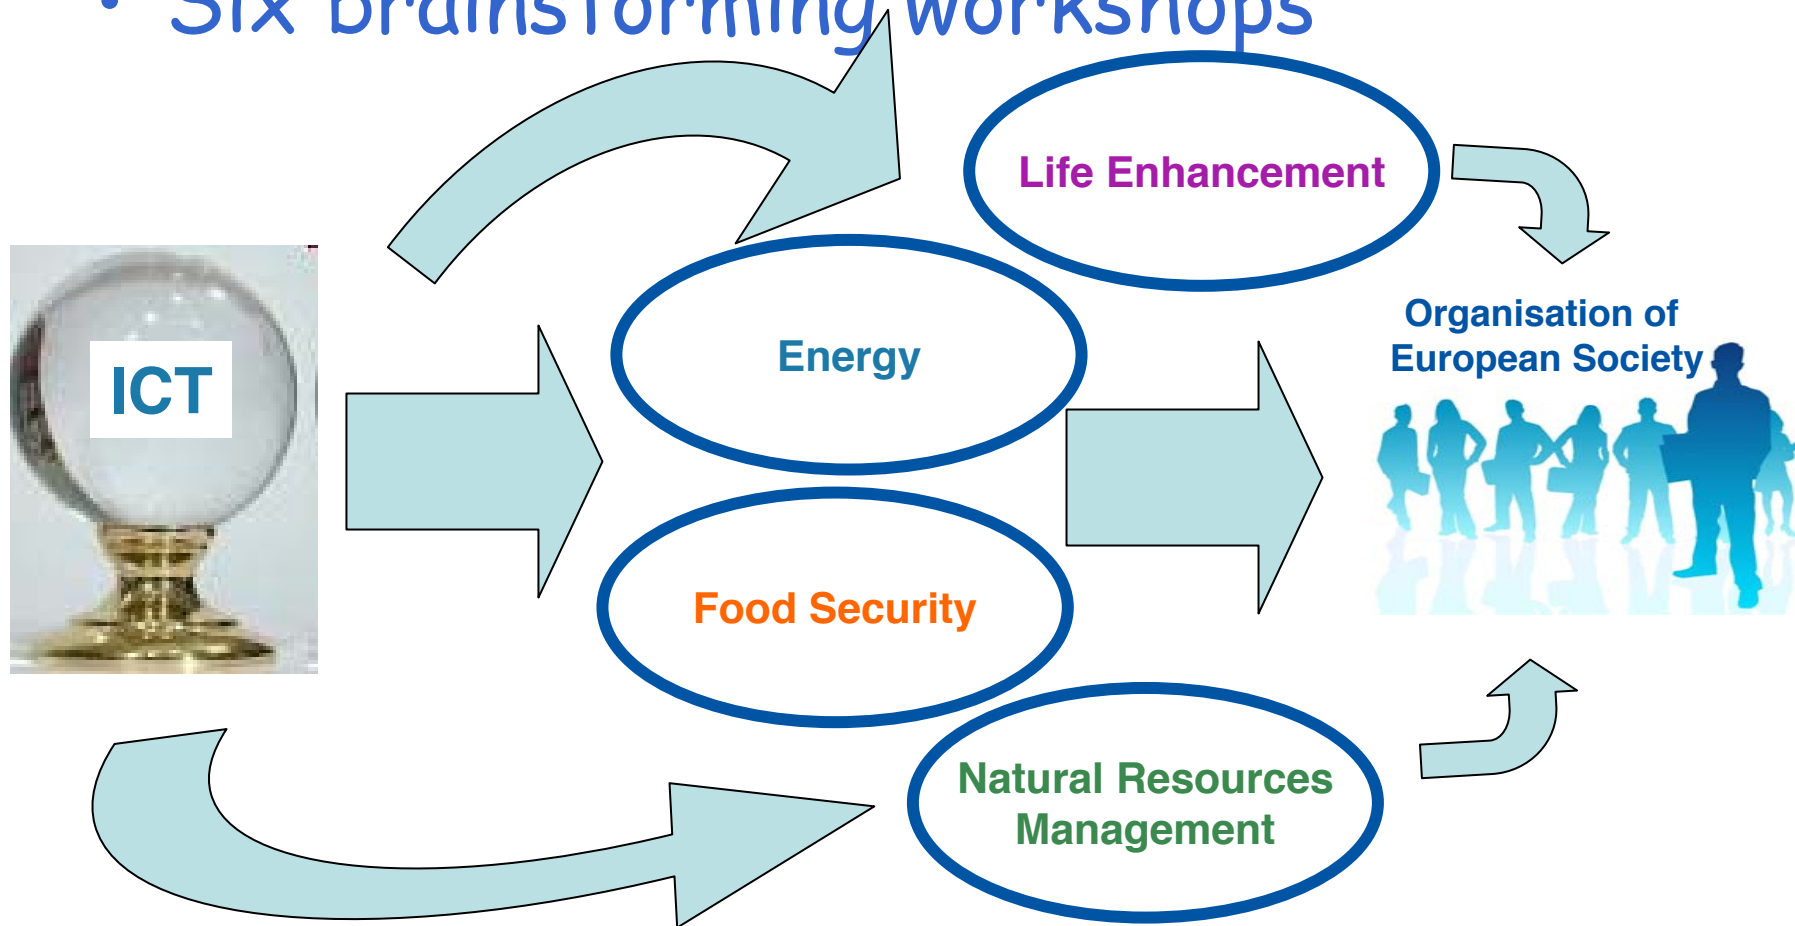 • Six brainstorming workshops
Life Enhancement
Organisation of
European Society
Energy
ICT
Food Security
Natural Resources
Management